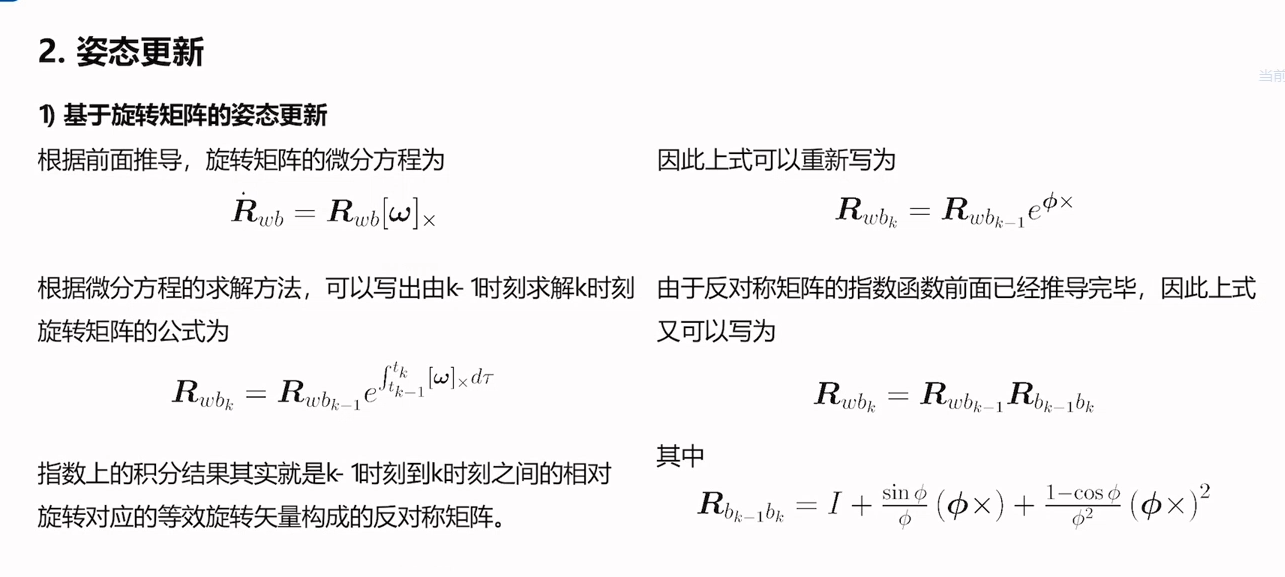 2. 姿态更新
当前
1) 基于旋转矩阵的姿态更新
根据前面推导，旋转矩阵的微分方程为
$\dot{\boldsymbol{R}}_{wb} = \boldsymbol{R}_{wb}[\boldsymbol{\omega}]_{\times}$
根据微分方程的求解方法，可以写出由k-1时刻求解k时刻
旋转矩阵的公式为
$\boldsymbol{R}_{wb_k} = \boldsymbol{R}_{wb_{k-1}} e^{\int_{t_{k-1}}^{t_k} [\boldsymbol{\omega}]_{\times} d\tau}$
指数上的积分结果其实就是k-1时刻到k时刻之间的相对
旋转对应的等效旋转矢量构成的反对称矩阵。
因此上式可以重新写为
$\boldsymbol{R}_{wb_k} = \boldsymbol{R}_{wb_{k-1}} e^{\boldsymbol{\phi}\times}$
由于反对称矩阵的指数函数前面已经推导完毕，因此上式
又可以写为
$\boldsymbol{R}_{wb_k} = \boldsymbol{R}_{wb_{k-1}} \boldsymbol{R}_{b_{k-1}b_k}$
其中
$\boldsymbol{R}_{b_{k-1}b_k} = I + \frac{\sin\phi}{\phi}(\boldsymbol{\phi}\times) + \frac{1-\cos\phi}{\phi^2}(\boldsymbol{\phi}\times)^2$